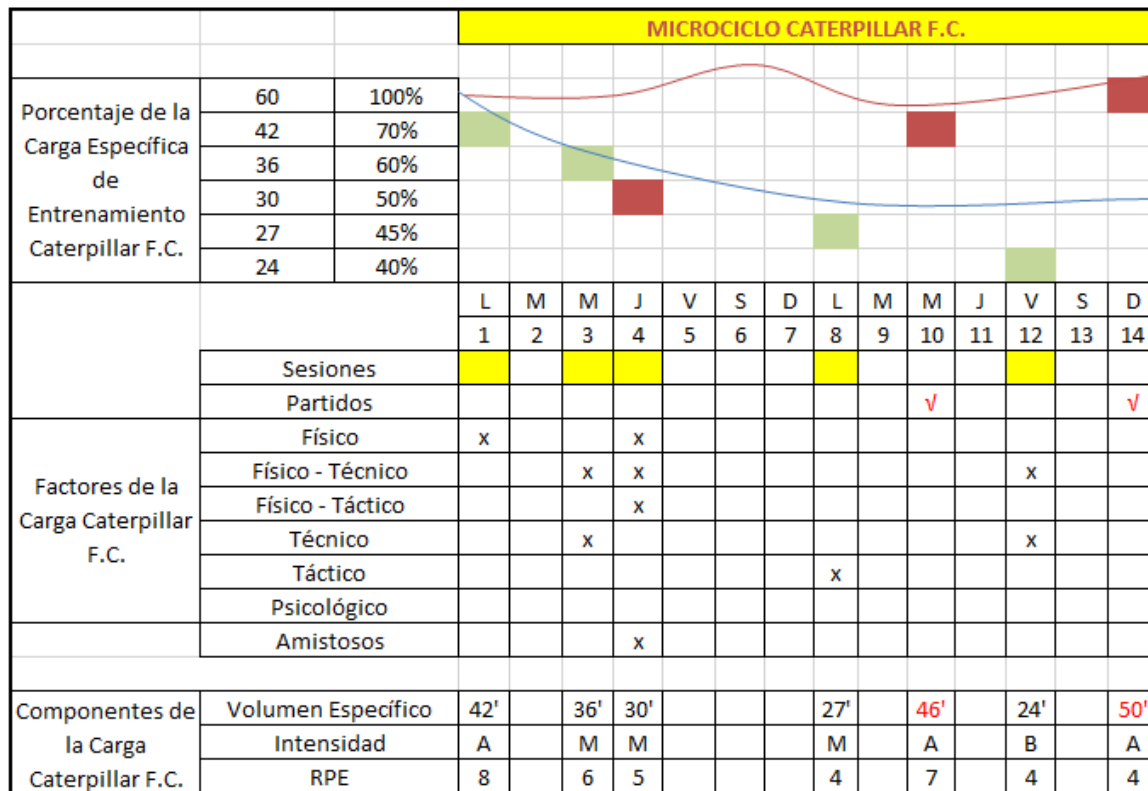 MICROCICLO CATERPILLAR F.C.
Porcentaje de la
Carga Específica
de
Entrenamiento
Caterpillar F.C.
60 100%
42 70%
36 60%
30 50%
27 45%
24 40%
L M M J V S D L M M J V S D
1 2 3 4 5 6 7 8 9 10 11 12 13 14
Sesiones
Partidos √ √
Factores de la
Carga Caterpillar
F.C.
Físico x x
Físico - Técnico x x x
Físico - Táctico x
Técnico x x
Táctico x
Psicológico
Amistosos x
Componentes de
la Carga
Caterpillar F.C.
Volumen Específico 42' 36' 30' 27' 46' 24' 50'
Intensidad A M M M A B A
RPE 8 6 5 4 7 4 4